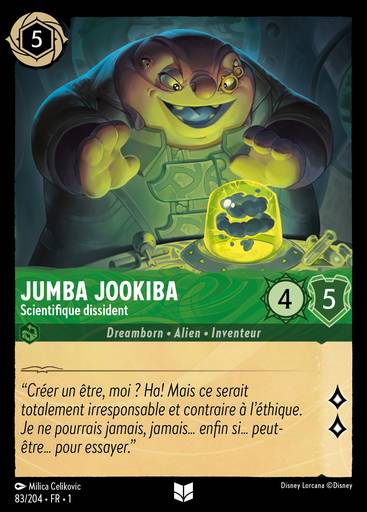 5
JUMBA JOOKIBA
Scientifique dissident
4
5
Dreamborn • Alien • Inventeur
“Créer un être, moi ? Ha! Mais ce serait
totalement irresponsable et contraire à l’éthique.
Je ne pourrais jamais, jamais... enfin si... peut-
être... pour essayer.”
Milica Celikovic
Disney Lorcana ©Disney
83/204 • FR • 1